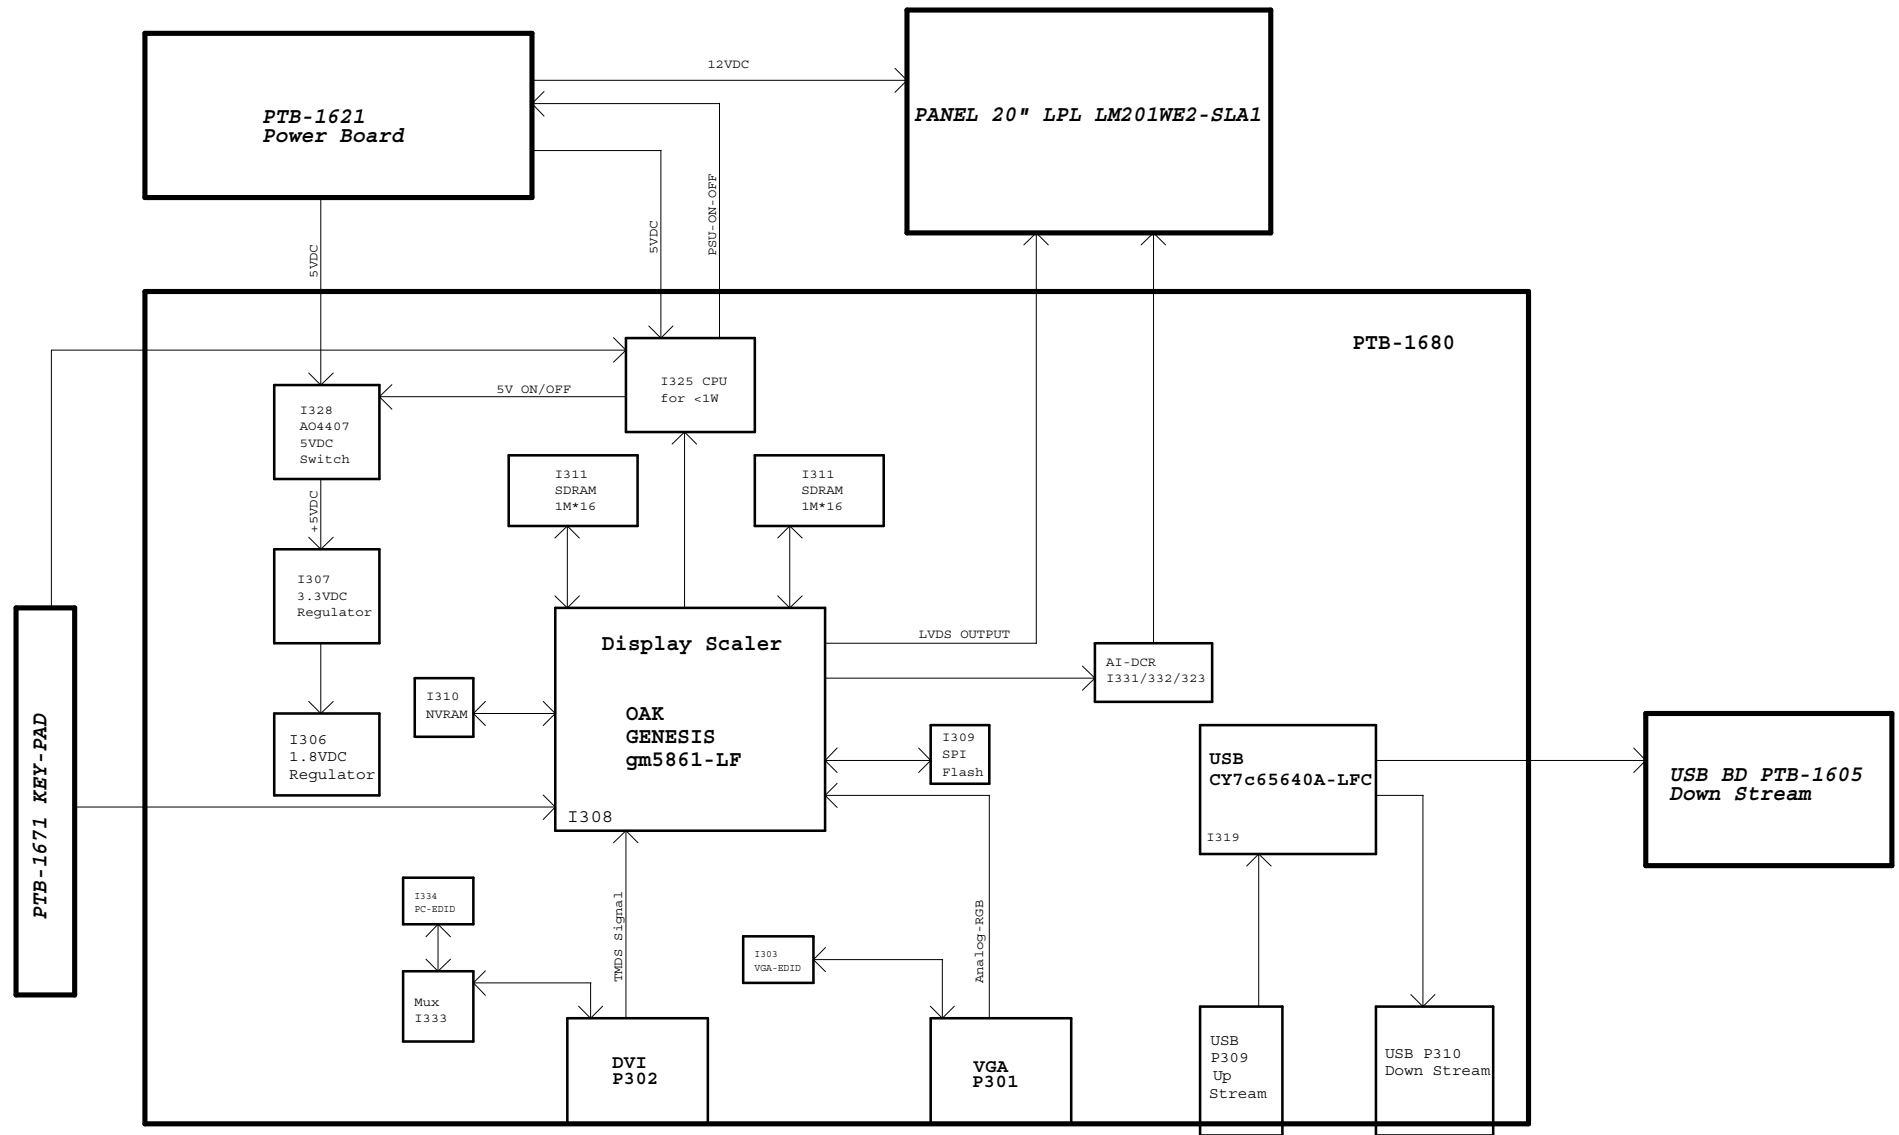 12VDC
PTB-1621
Power Board
PANEL 20" LPL LM201WE2-SLA1
5VDC
5VDC
PSU-ON-OFF
PTB-1680
I325 CPU
for <1W
5V ON/OFF
I328
AO4407
5VDC
Switch
I311
SDRAM
1M*16
I311
SDRAM
1M*16
+5VDC
I307
3.3VDC
Regulator
Display Scaler
OAK
GENESIS
gm5861-LF
I308
LVDS OUTPUT
AI-DCR
I331/332/323
I310
NVRAM
I306
1.8VDC
Regulator
I309
SPI
Flash
USB
CY7c65640A-LFC
I319
USB BD PTB-1605
Down Stream
PTB-1671 KEY-PAD
I334
PC-EDID
TMDS Signal
Analog-RGB
I303
VGA-EDID
Mux
I333
DVI
P302
VGA
P301
USB
P309
Up
Stream
USB P310
Down Stream